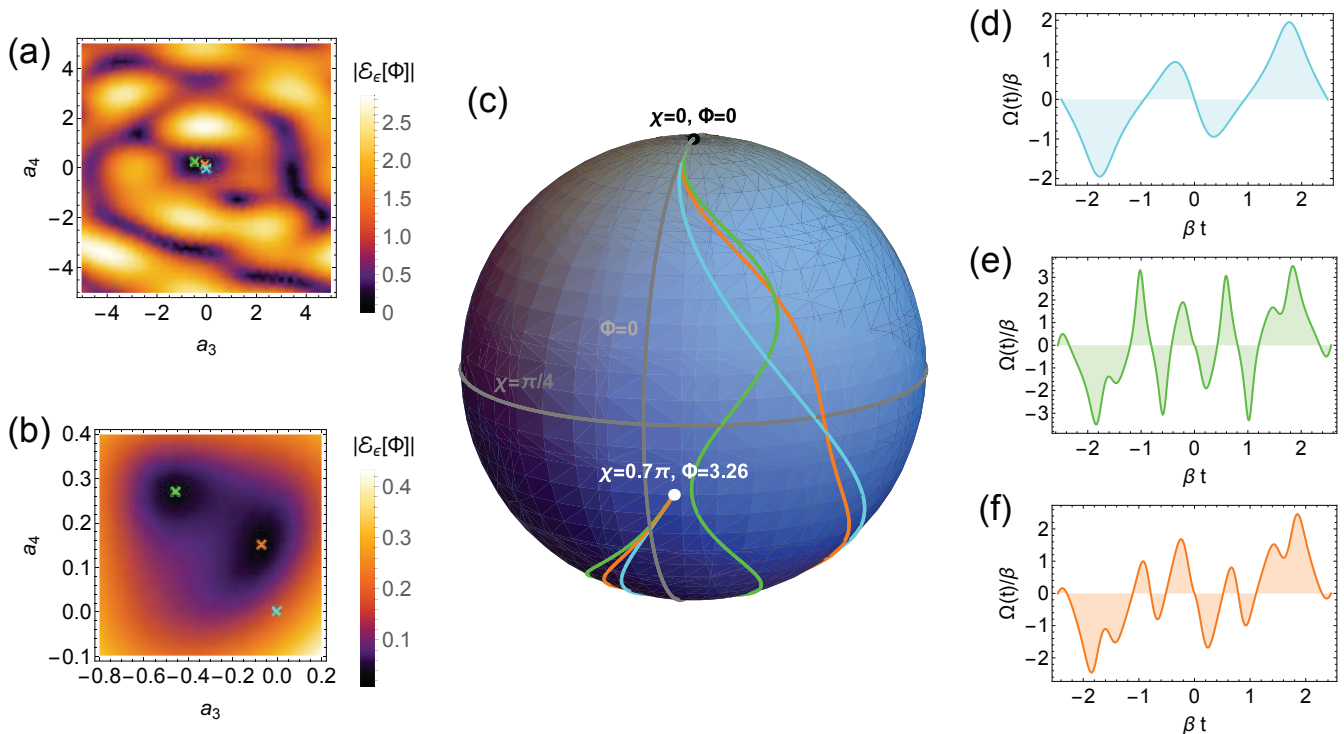 (a)
|ℰϵ[Φ]|
4
2
0
−2
−4
a₄
−4
−2
0
2
4
a₃
2.5
2.0
1.5
1.0
0.5
0
(b)
|ℰϵ[Φ]|
0.4
0.3
0.2
0.1
0.0
−0.1
a₄
−0.8
−0.6
−0.4
−0.2
0.0
0.2
a₃
0.4
0.3
0.2
0.1
(c)
χ=0, Φ=0
Φ=0
χ=π/4
χ=0.7π, Φ=3.26
(d)
Ω(t)/β
2
1
0
−1
−2
−2
−1
0
1
2
β t
(e)
Ω(t)/β
3
2
1
0
−1
−2
−3
−2
−1
0
1
2
β t
(f)
Ω(t)/β
2
1
0
−1
−2
−2
−1
0
1
2
β t